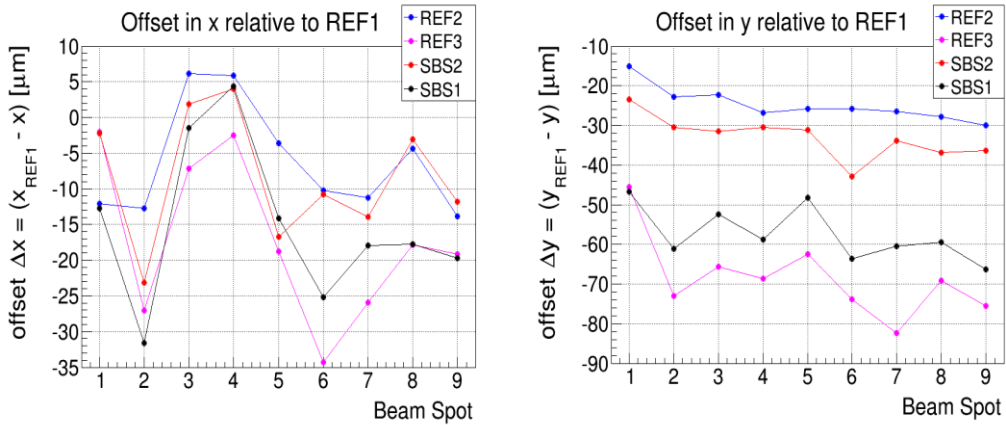 Offset in x relative to REF1
REF2
REF3
SBS2
SBS1
offset Δx = (x_REF1 - x) [μm]
10
5
0
-5
-10
-15
-20
-25
-30
-35
1 2 3 4 5 6 7 8 9
Beam Spot
Offset in y relative to REF1
REF2
REF3
SBS2
SBS1
offset Δy = (y_REF1 - y) [μm]
-10
-20
-30
-40
-50
-60
-70
-80
-90
1 2 3 4 5 6 7 8 9
Beam Spot